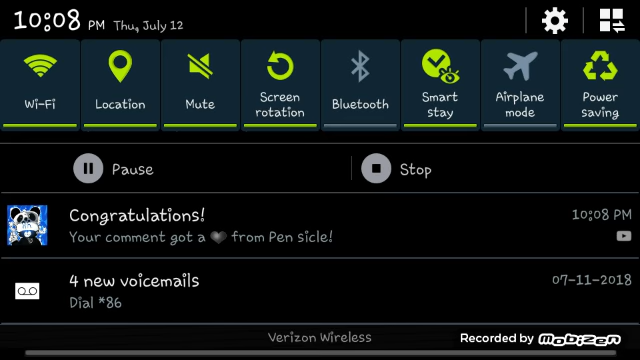 10:08 PM Thu, July 12
Wi-Fi
Location
Mute
Screen rotation
Bluetooth
Smart stay
Airplane mode
Power saving
Pause
Stop
Congratulations! 10:08 PM
Your comment got a 🖤 from Pen sicle!
4 new voicemails 07-11-2018
Dial *86
Verizon Wireless
Recorded by Mobizen